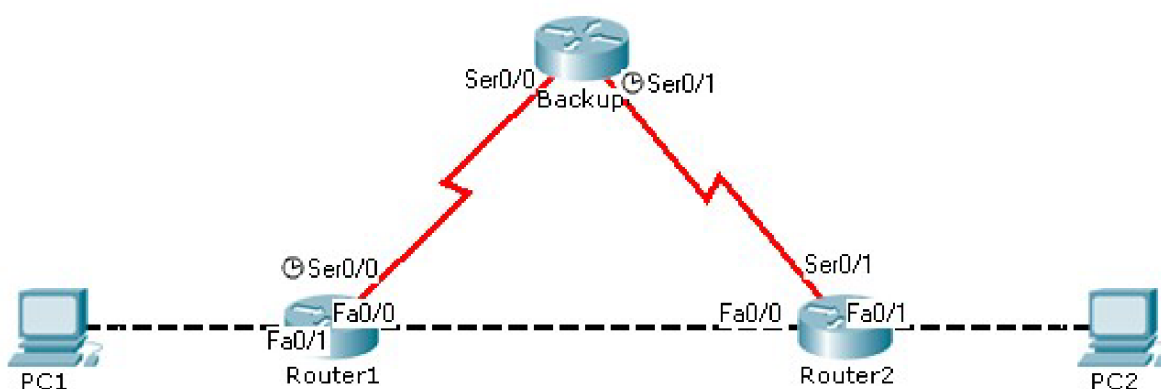 Ser0/0
Ser0/1
Backup
Ser0/0
Ser0/1
Fa0/0
Fa0/0
Fa0/1
Fa0/1
PC1
Router1
Router2
PC2